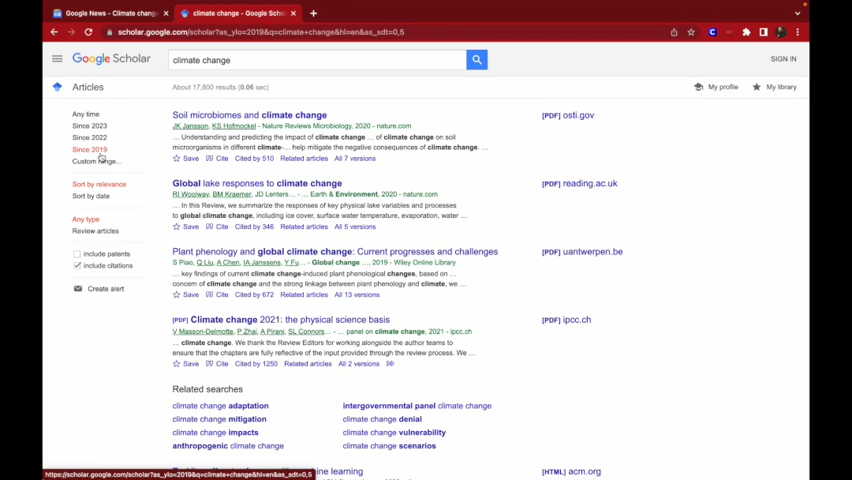 Google News - Climate chang
climate change - Google Sch
scholar.google.com/scholar?as_ylo=2019&q=climate+change&hl=en&as_sdt=0,5
Google Scholar
climate change
SIGN IN
Articles
About 17,800 results (0.06 sec)
My profile
My library
Any time
Since 2023
Since 2022
Since 2019
Custom range...
Sort by relevance
Sort by date
Any type
Review articles
include patents
include citations
Create alert
Soil microbiomes and climate change
JK Jansson, KS Hofmockel - Nature Reviews Microbiology, 2020 - nature.com
... Understanding and predicting the impact of climate change ... of climate change on soil
microorganisms in different climate- ... help mitigate the negative consequences of climate change. ...
Save Cite Cited by 510 Related articles All 7 versions
[PDF] osti.gov
Global lake responses to climate change
RI Woolway, BM Kraemer, JD Lenters... - ... Earth & Environment, 2020 - nature.com
... In this Review, we summarize the responses of key physical lake variables and processes
to global climate change, including ice cover, surface water temperature, evaporation, water ...
Save Cite Cited by 346 Related articles All 5 versions
[PDF] reading.ac.uk
Plant phenology and global climate change: Current progresses and challenges
S Piao, Q Liu, A Chen, IA Janssens, Y Fu... - Global change ..., 2019 - Wiley Online Library
... key findings of current climate change-induced plant phenological changes, based on ...
concern of climate change and the strong linkage between plant phenology and climate, we ...
Save Cite Cited by 672 Related articles All 13 versions
[PDF] uantwerpen.be
[PDF] Climate change 2021: the physical science basis
V Masson-Delmotte, P Zhai, A Pirani, SL Connors... - ... panel on climate change, 2021 - ipcc.ch
... climate change. We thank the Review Editors for working alongside the author teams to
ensure that the chapters are fully reflective of the input provided through the review process. We ...
Save Cite Cited by 1250 Related articles All 2 versions
[PDF] ipcc.ch
Related searches
climate change adaptation
intergovernmental panel climate change
climate change mitigation
climate change denial
climate change impacts
climate change vulnerability
anthropogenic climate change
climate change scenarios
[HTML] acm.org
https://scholar.google.com/scholar?as_ylo=2019&q=climate+change&hl=en&as_sdt=0,5